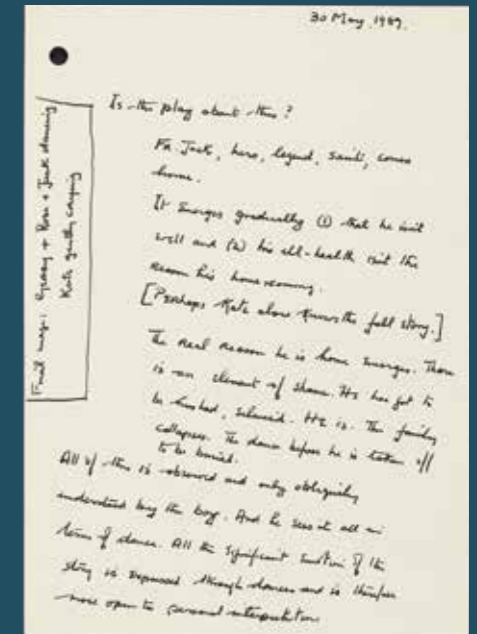 30 May 1989.
Is the play about this?
Fr. Jack, hero, legend, saint, comes
home.
It emerges gradually (1) that he isn't
well and (2) his ill-health isn't the
reason his homecoming.
[Perhaps Kate alone knows the full story.]
The real reason he is home emerges. There
is an element of shame. He has got to
be hushed, silenced. He is. The family
collapses. The dance before he is taken off
to be buried.
All of this is observed and only obliquely
understood by the boy. And he sees it all in
terms of dance. All the significant emotion of the
story is expressed through dance and is therefore
more open to personal interpretation
Final image: + Rose + Jack dancing
Kate quietly